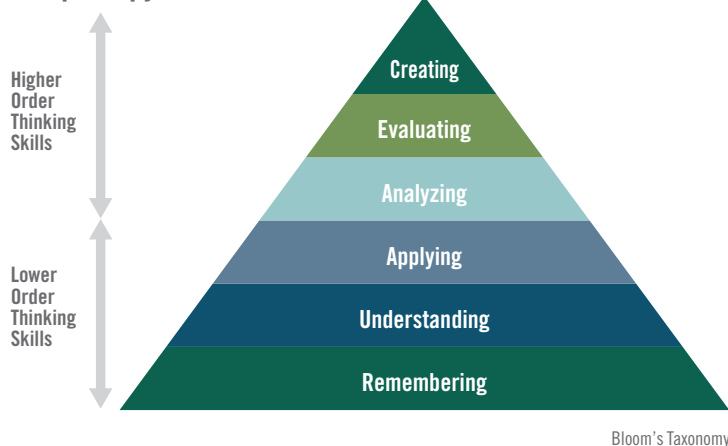 Creating
Higher
Order
Thinking
Skills
Evaluating
Analyzing
Applying
Lower
Order
Thinking
Skills
Understanding
Remembering
Bloom's Taxonomy